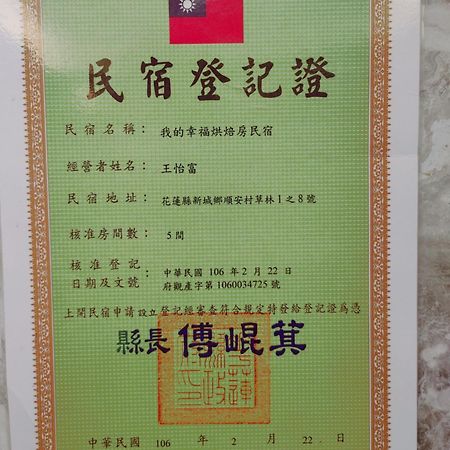 民宿登記證
民宿名稱： 我的幸福烘焙房民宿
經營者姓名： 王怡富
民宿地址： 花蓮縣新城鄉順安村草林1之8號
核准房間數： 5間
核准登記 中華民國 106 年 2 月 22 日
日期及文號： 府觀產字第 1060034725 號
上開民宿申請設立登記經審查符合規定特發給登記證為憑
縣長 傅崐萁
中華民國 106 年 2 月 22 日